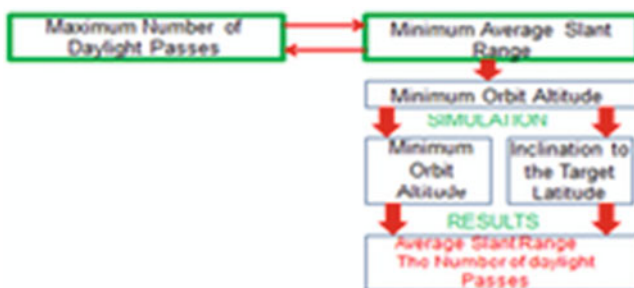 Maximum Number of
Daylight Passes
Minimum Average Slant
Range
Minimum Orbit Altitude
SIMULATION
Minimum
Orbit
Altitude
Inclination to
the Target
Latitude
RESULTS
Average Slant Range
The Number of daylight
Passes